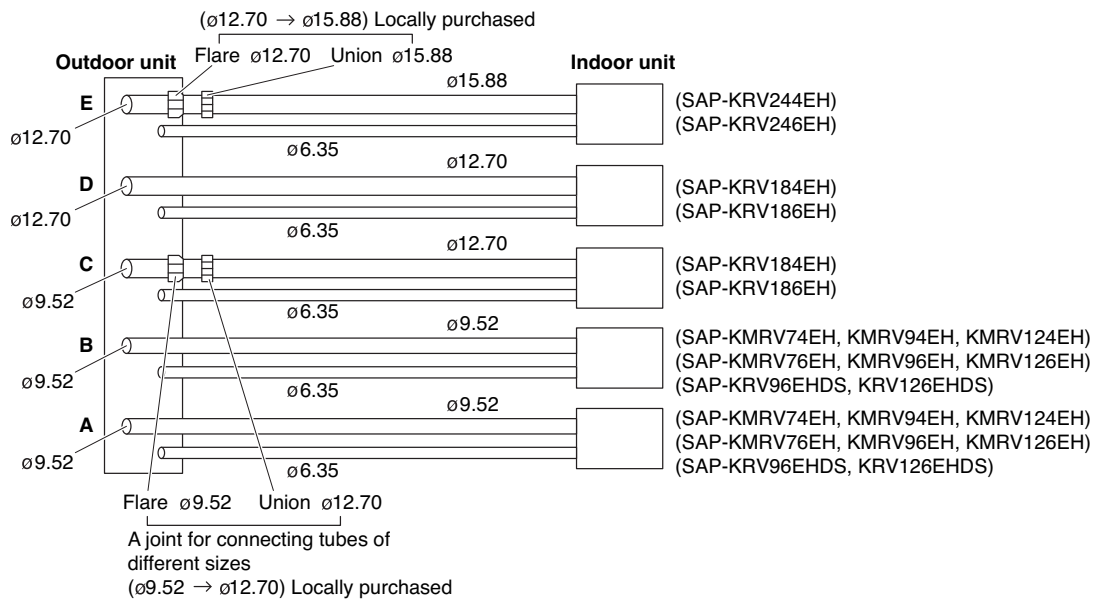 (ø12.70 → ø15.88) Locally purchased
Flare ø12.70 Union ø15.88
Outdoor unit
Indoor unit
E
ø12.70
ø15.88
ø6.35
(SAP-KRV244EH)
(SAP-KRV246EH)
D
ø12.70
ø12.70
ø6.35
(SAP-KRV184EH)
(SAP-KRV186EH)
C
ø9.52
ø12.70
ø6.35
(SAP-KRV184EH)
(SAP-KRV186EH)
B
ø9.52
ø9.52
ø6.35
(SAP-KMRV74EH, KMRV94EH, KMRV124EH)
(SAP-KMRV76EH, KMRV96EH, KMRV126EH)
(SAP-KRV96EHDS, KRV126EHDS)
A
ø9.52
ø9.52
ø6.35
(SAP-KMRV74EH, KMRV94EH, KMRV124EH)
(SAP-KMRV76EH, KMRV96EH, KMRV126EH)
(SAP-KRV96EHDS, KRV126EHDS)
Flare ø9.52 Union ø12.70
A joint for connecting tubes of
different sizes
(ø9.52 → ø12.70) Locally purchased